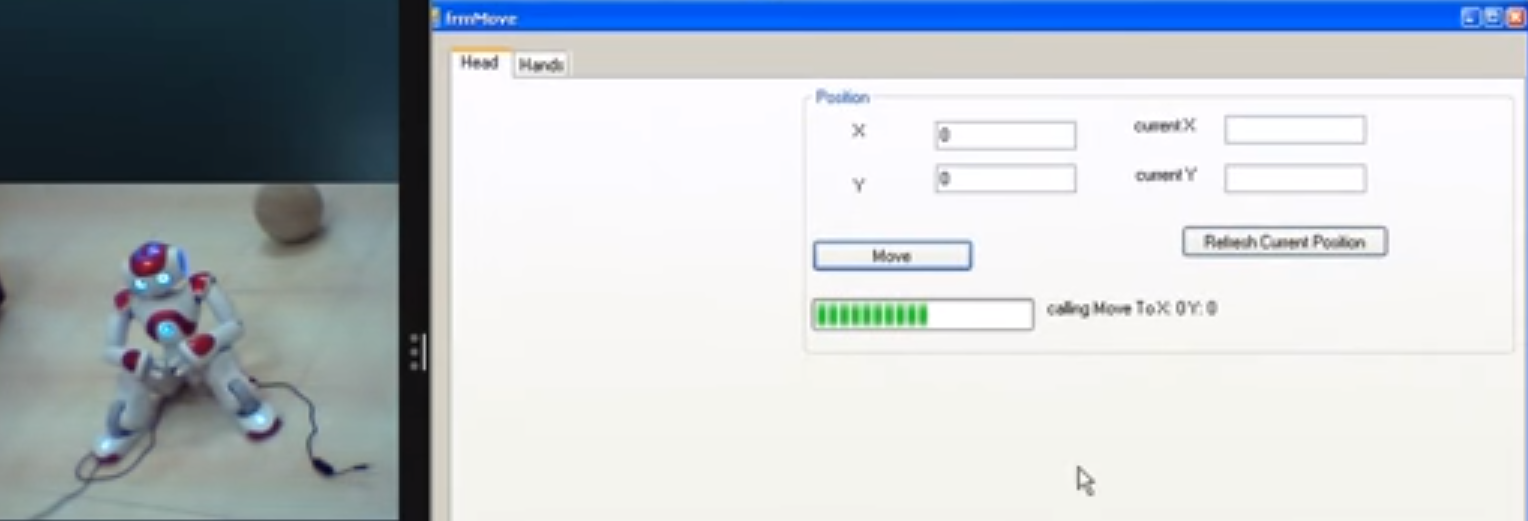 frmMove
Head Hands
Position
X 0 current X
Y 0 current Y
Move Refresh Current Position
calling Move To X: 0 Y: 0